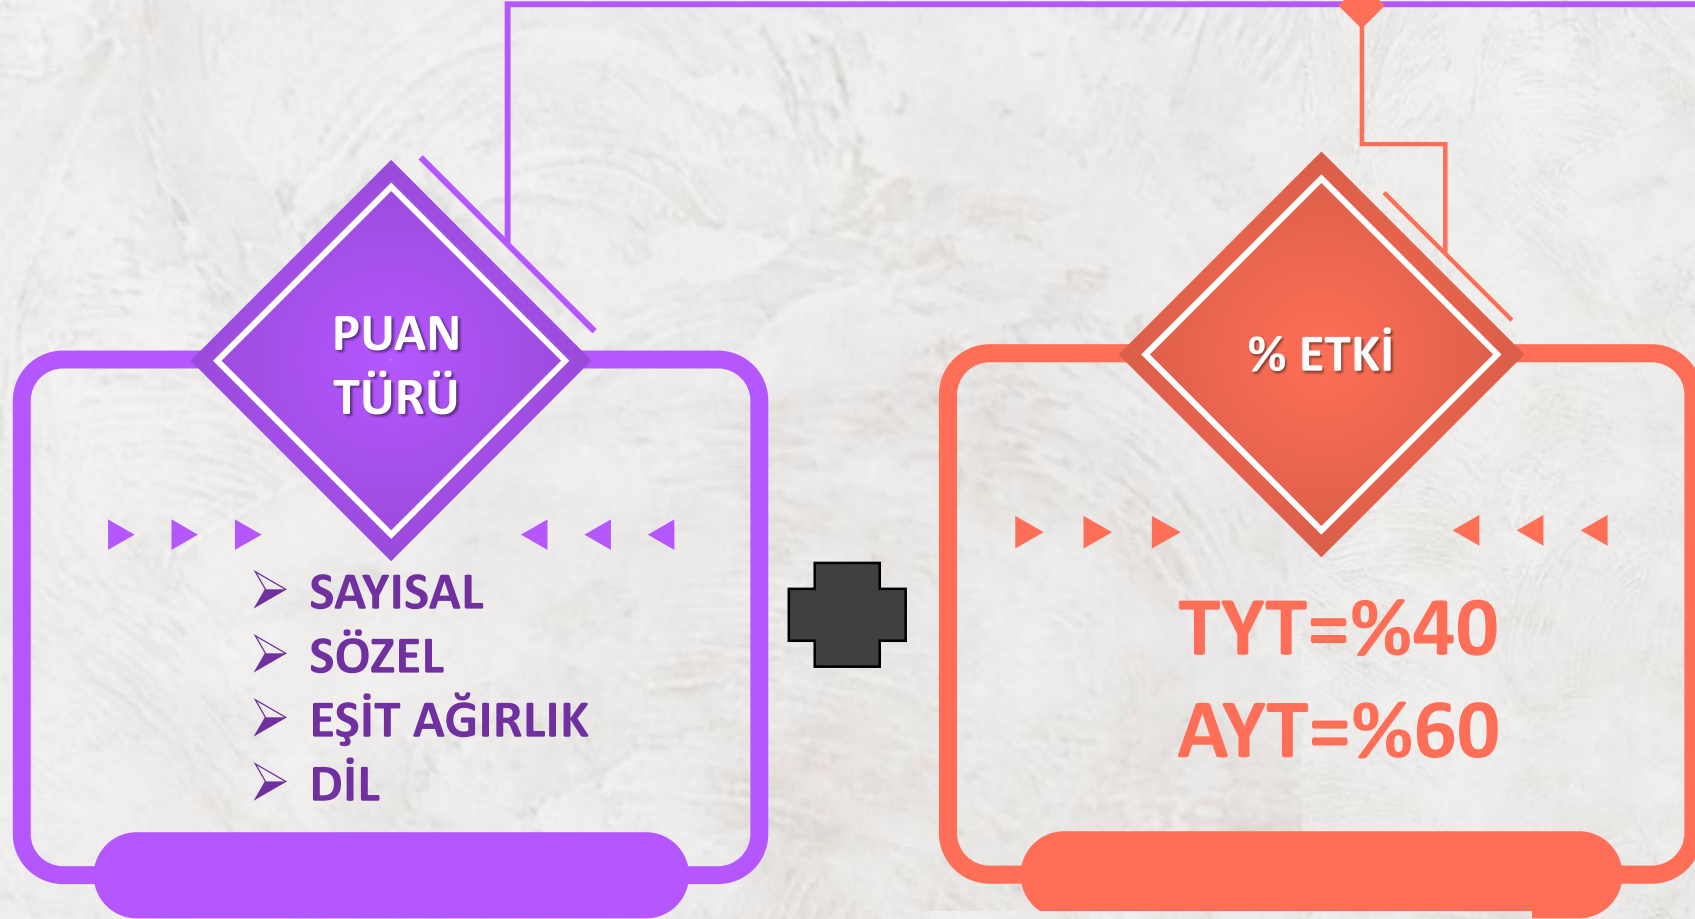 PUAN
TÜRÜ
SAYISAL
SÖZEL
EŞİT AĞIRLIK
DİL
% ETKİ
TYT=%40
AYT=%60